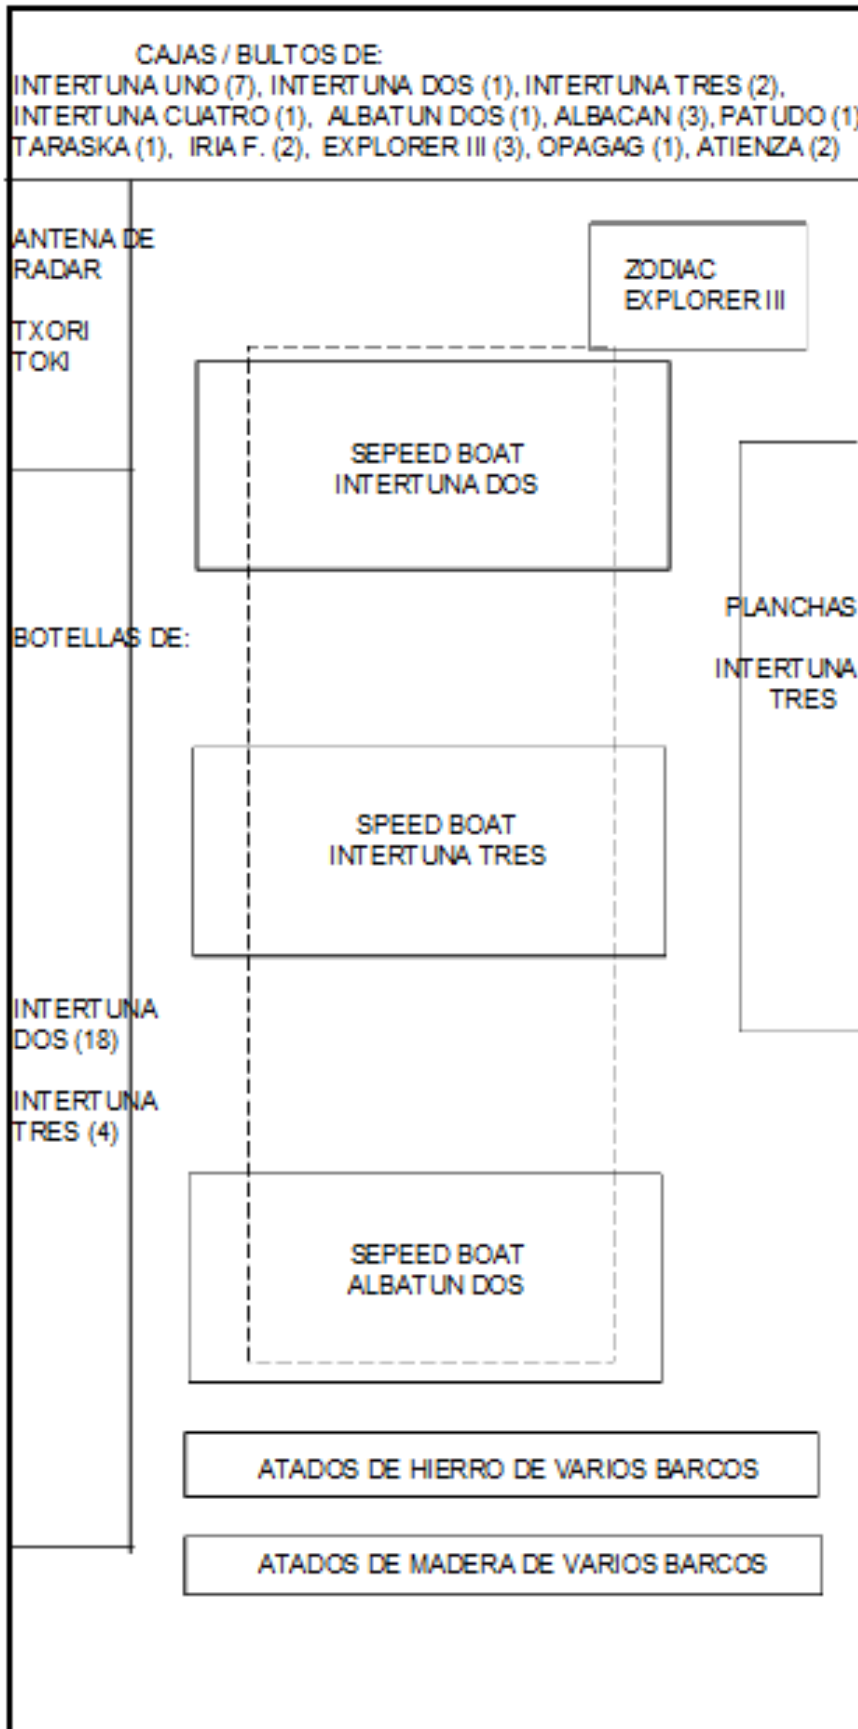 CAJAS / BULTOS DE:
INTERTUNA UNO (7), INTERTUNA DOS (1), INTERTUNA TRES (2),
INTERTUNA CUATRO (1), ALBATUN DOS (1), ALBACAN (3), PATUDO (1)
TARASKA (1), IRIA F. (2), EXPLORER III (3), OPAGAG (1), ATIENZA (2)
ANTENA DE
RADAR
TXORI
TOKI
ZODIAC
EXPLORER III
SEPEED BOAT
INTERTUNA DOS
BOTELLAS DE:
PLANCHAS
INTERTUNA
TRES
SPEED BOAT
INTERTUNA TRES
INTERTUNA
DOS (18)
INTERTUNA
TRES (4)
SEPEED BOAT
ALBATUN DOS
ATADOS DE HIERRO DE VARIOS BARCOS
ATADOS DE MADERA DE VARIOS BARCOS